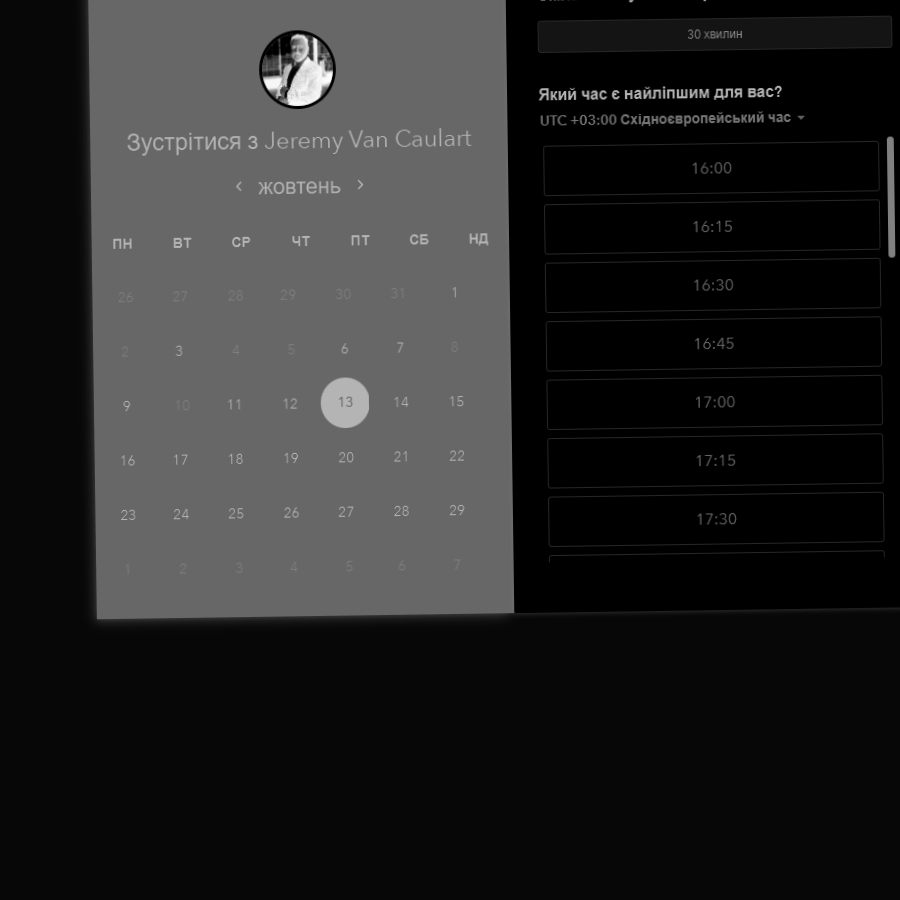 Зустрітися з Jeremy Van Caulart
жовтень
ПН ВТ СР ЧТ ПТ СБ НД
26 27 28 29 30 31 1
2 3 4 5 6 7 8
9 10 11 12 13 14 15
16 17 18 19 20 21 22
23 24 25 26 27 28 29
1 2 3 4 5 6 7
30 хвилин
Який час є найліпшим для вас?
UTC +03:00 Східноєвропейський час
16:00
16:15
16:30
16:45
17:00
17:15
17:30